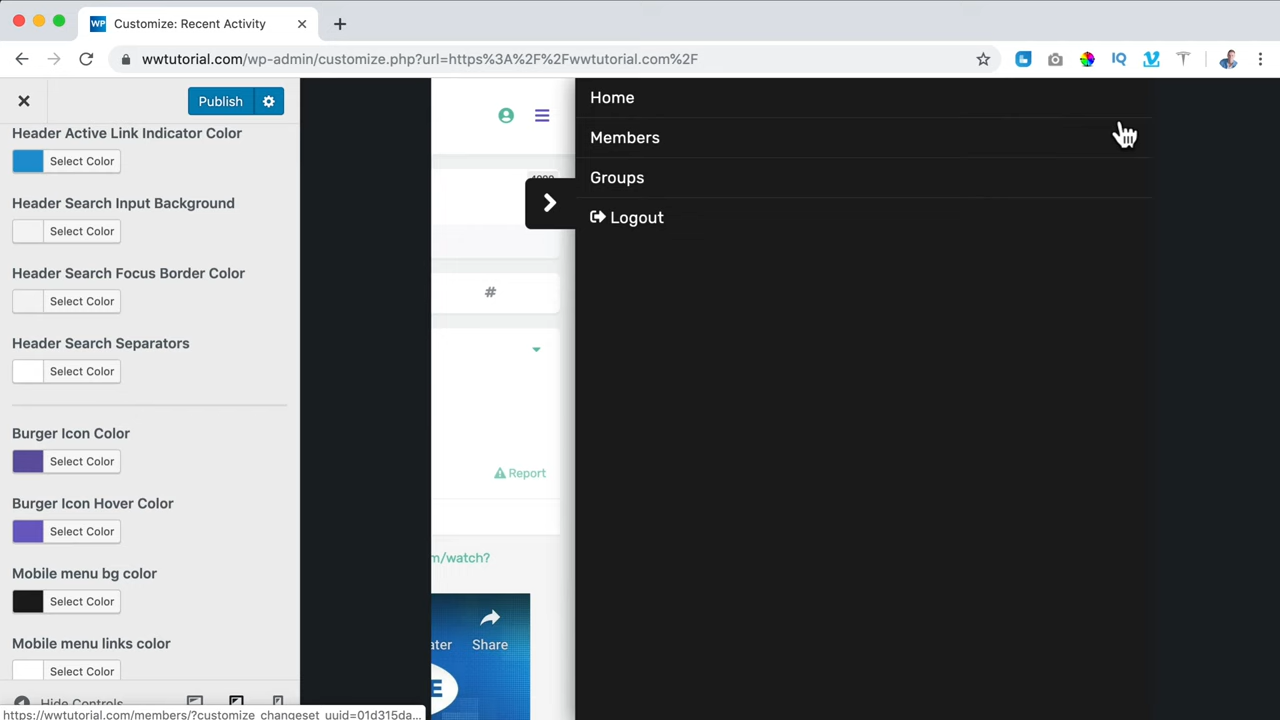 WP Customize: Recent Activity
wwtutorial.com/wp-admin/customize.php?url=https%3A%2F%2Fwwtutorial.com%2F
IQ
Publish
Header Active Link Indicator Color
Select Color
Header Search Input Background
Select Color
Header Search Focus Border Color
Select Color
Header Search Separators
Select Color
Burger Icon Color
Select Color
Burger Icon Hover Color
Select Color
Mobile menu bg color
Select Color
Mobile menu links color
Select Color
Hide Controls
https://wwtutorial.com/members/?customize_changeset_uuid=01d315da...
#
Report
m/watch?
ater Share
E
Home
Members
Groups
Logout